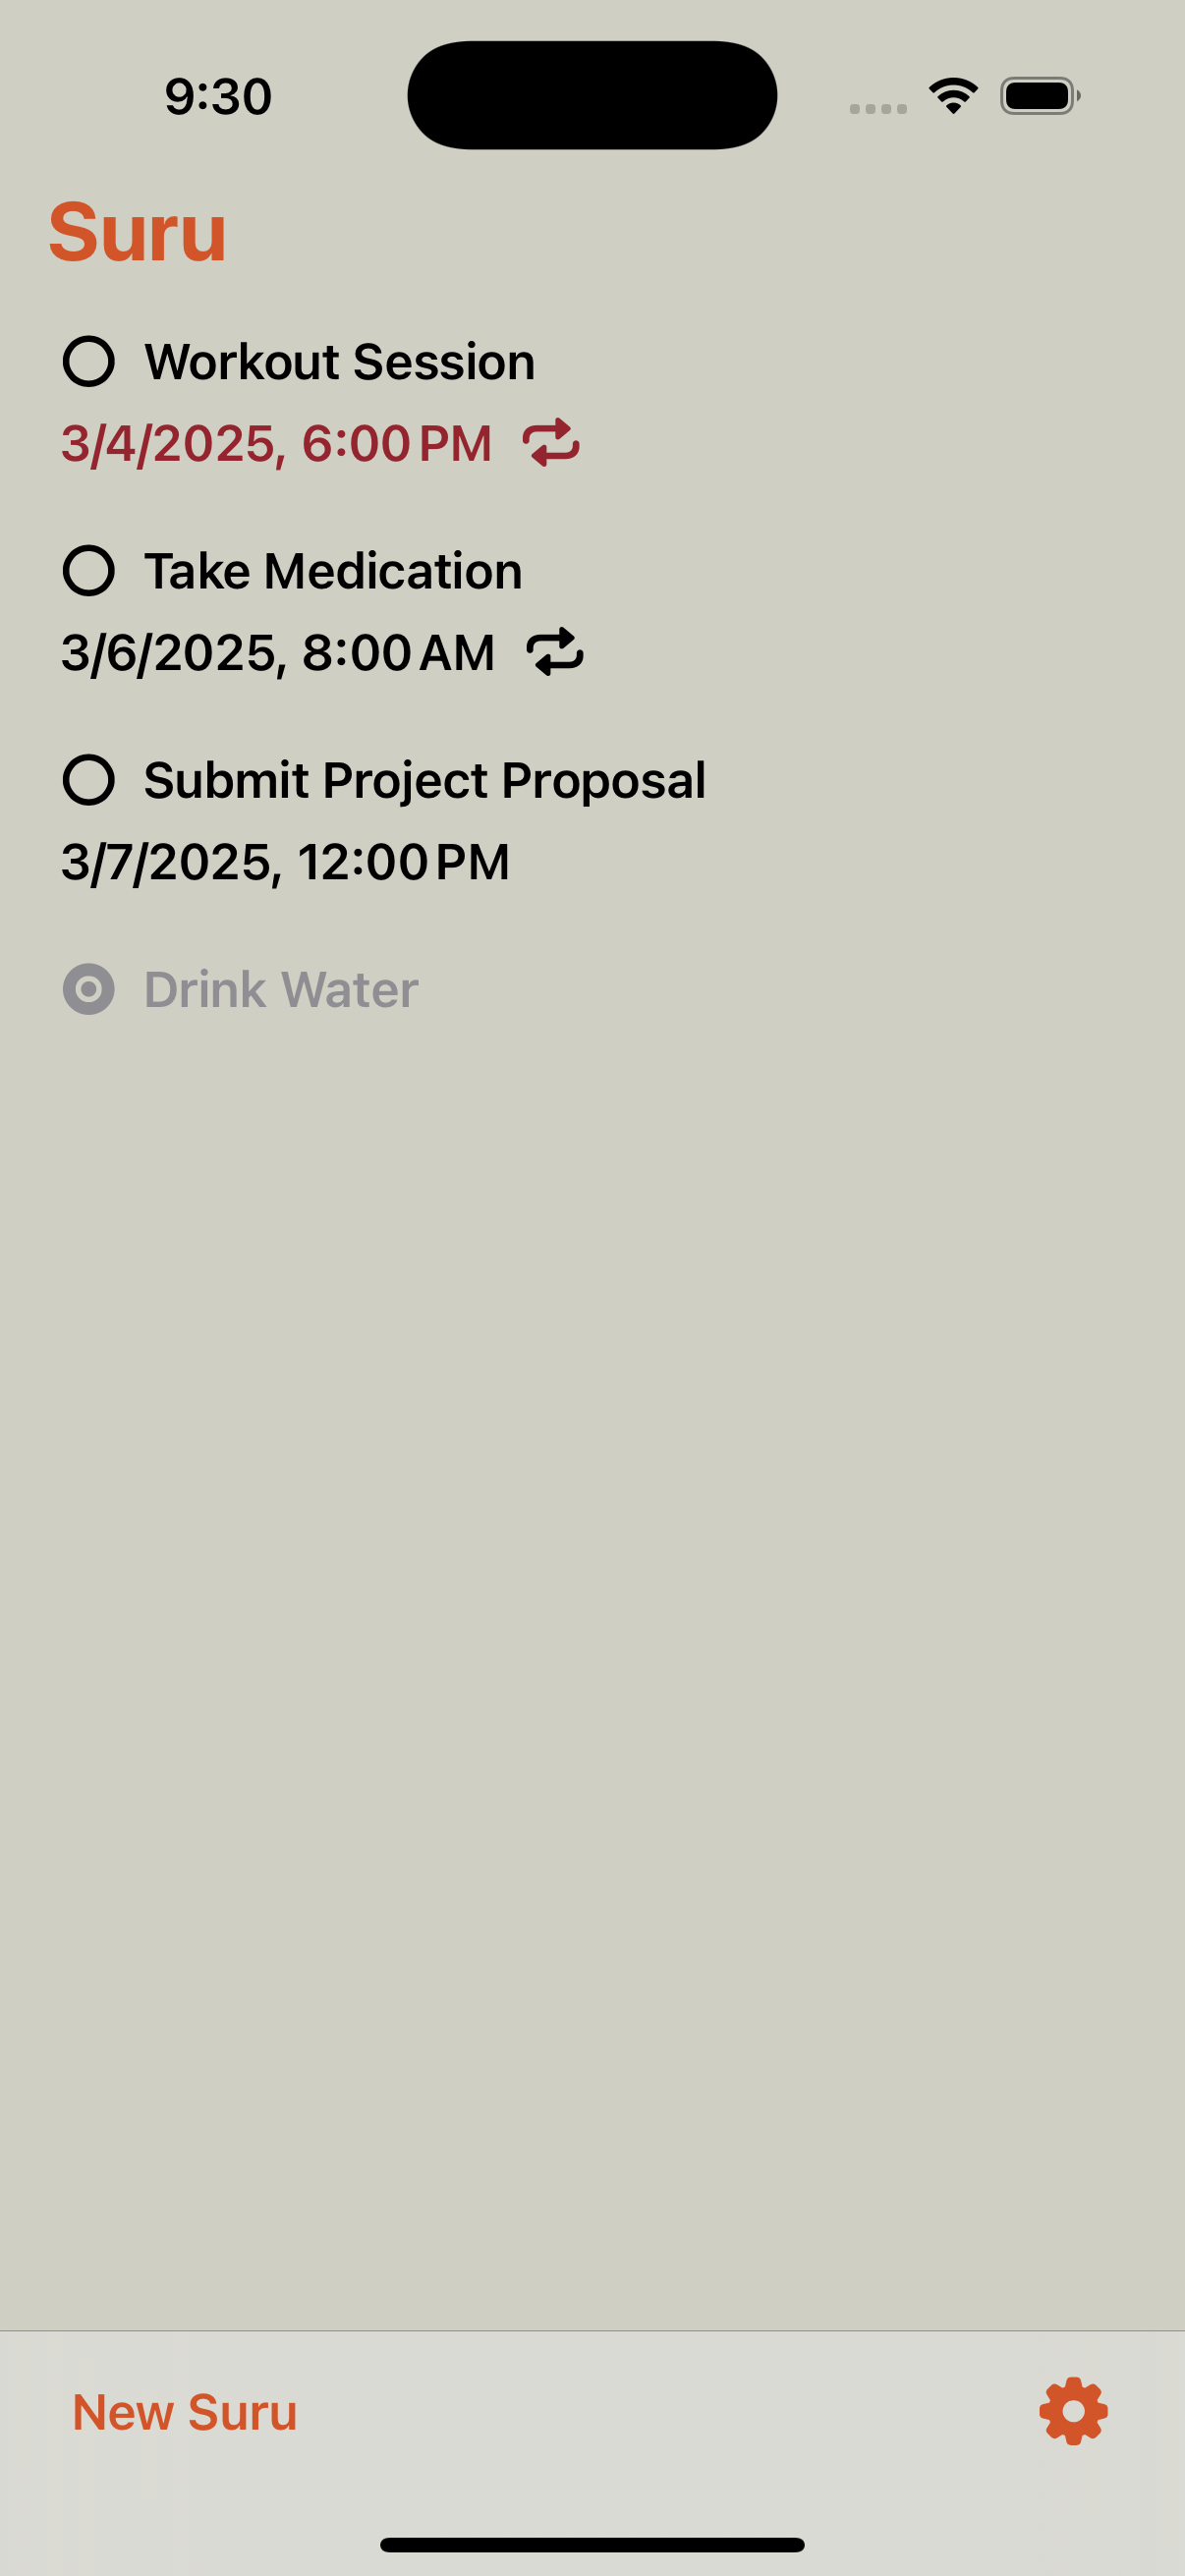 9:30
Suru
Workout Session
3/4/2025, 6:00 PM
Take Medication
3/6/2025, 8:00 AM
Submit Project Proposal
3/7/2025, 12:00 PM
Drink Water
New Suru